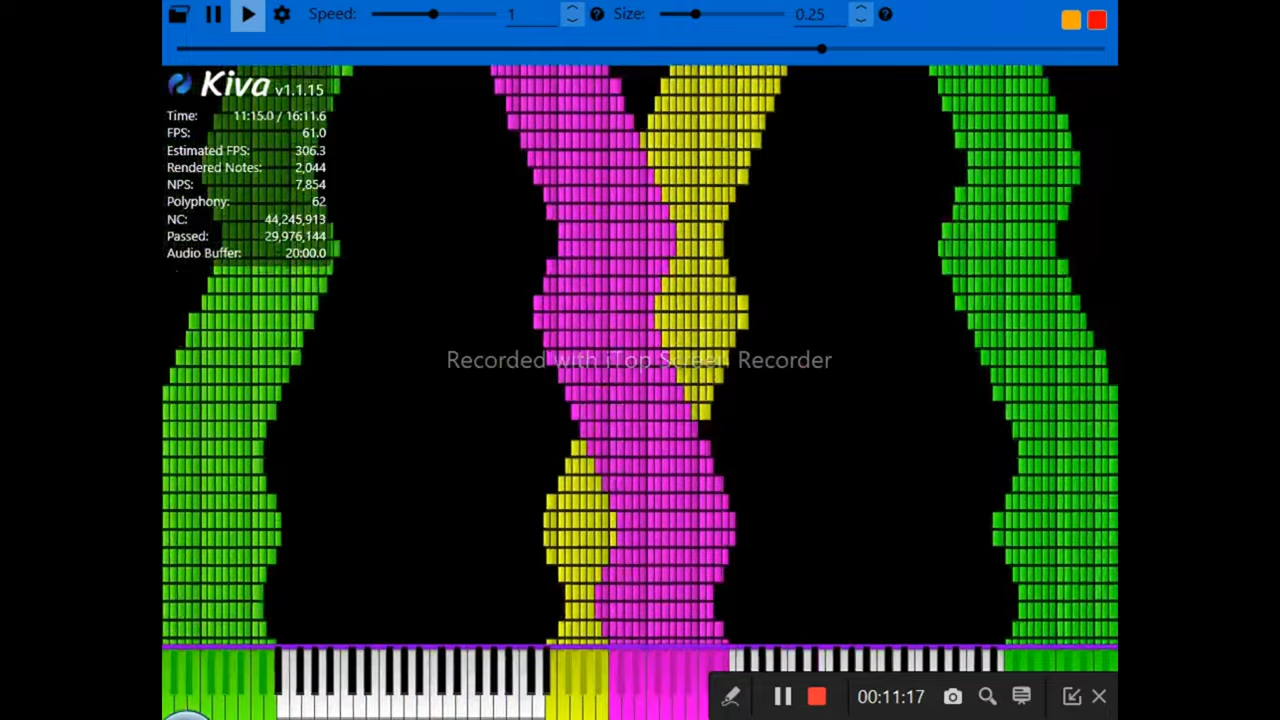 Speed: 1 Size: 0.25
Kiva v1.1.15
Time: 11:15.0 / 16:11.6
FPS: 61.0
Estimated FPS: 306.3
Rendered Notes: 2,044
NPS: 7,854
Polyphony: 62
NC: 44,245,913
Passed: 29,976,144
Audio Buffer: 20:00.0
Recorded with iTop Screen Recorder
00:11:17